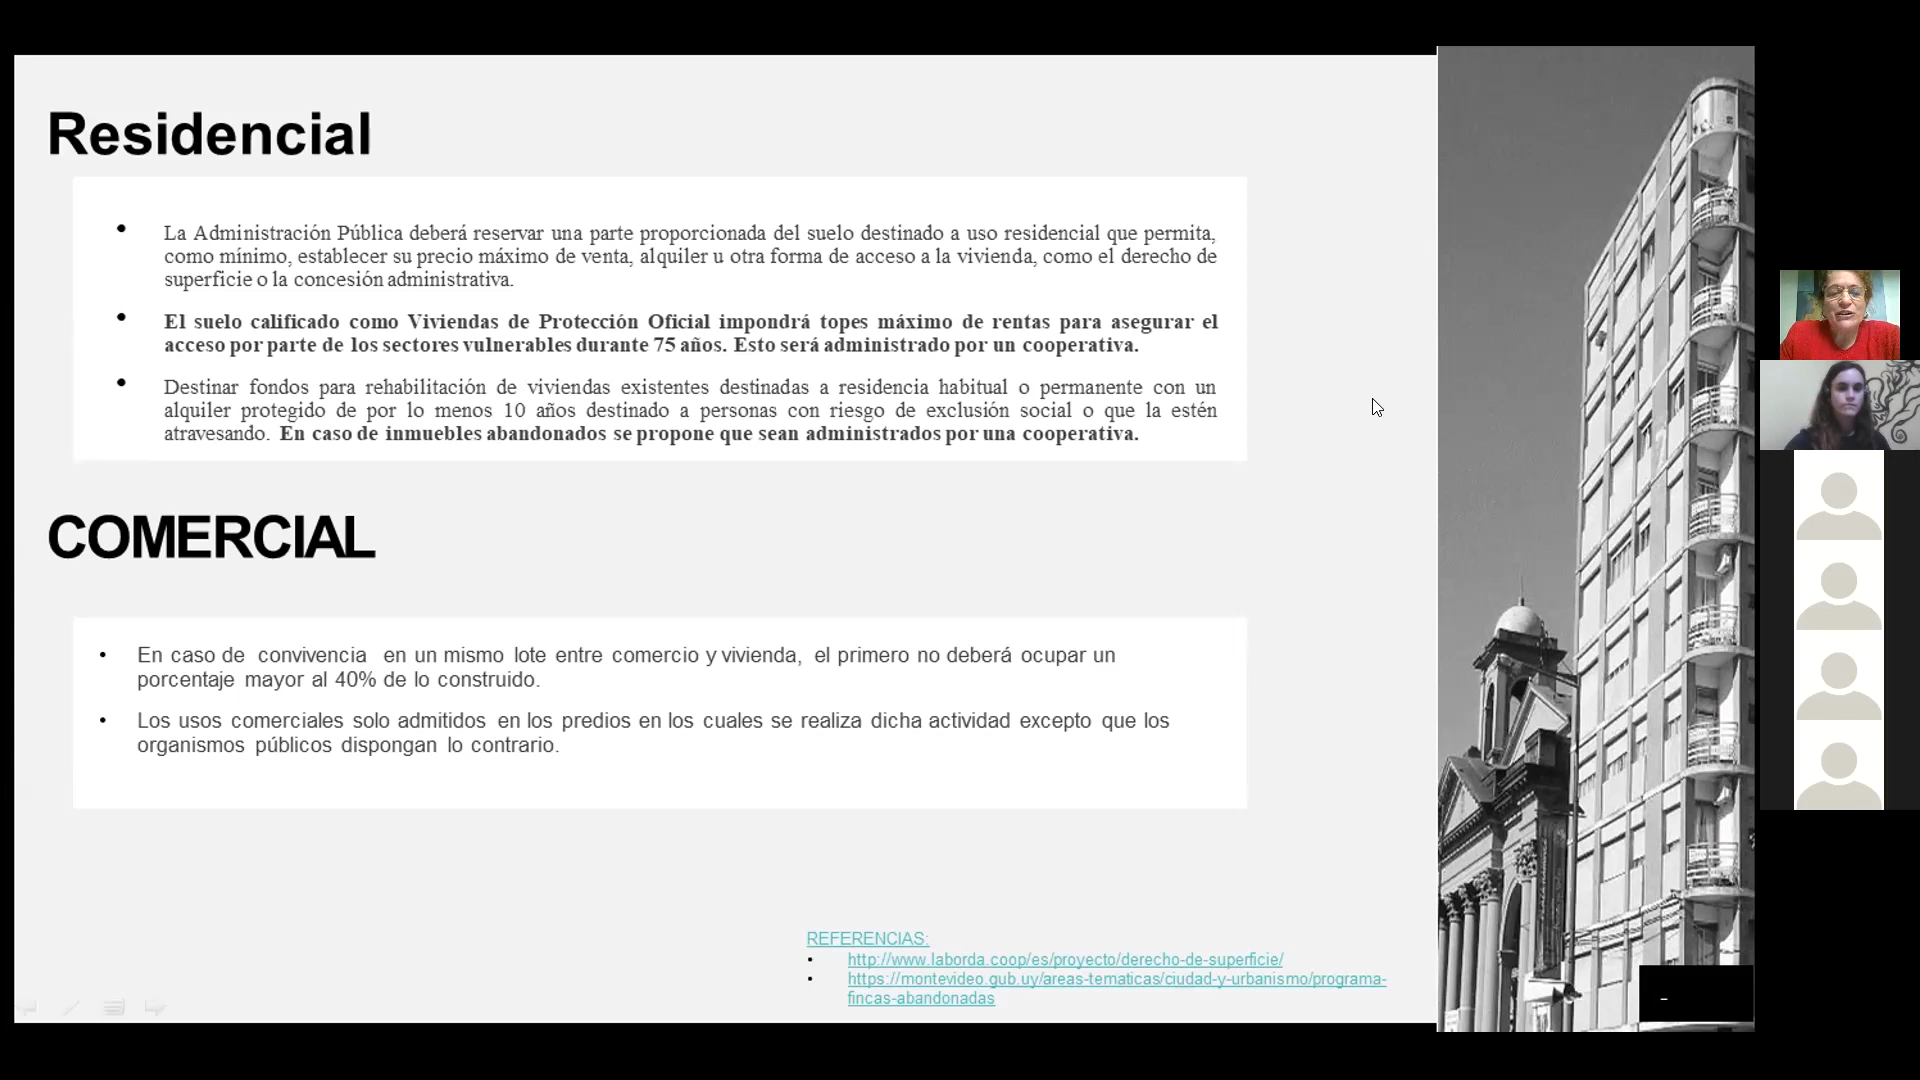 Residencial
• La Administración Pública deberá reservar una parte proporcionada del suelo destinado a uso residencial que permita,
como mínimo, establecer su precio máximo de venta, alquiler u otra forma de acceso a la vivienda, como el derecho de
superficie o la concesión administrativa.
• El suelo calificado como Viviendas de Protección Oficial impondrá topes máximo de rentas para asegurar el
acceso por parte de los sectores vulnerables durante 75 años. Esto será administrado por un cooperativa.
• Destinar fondos para rehabilitación de viviendas existentes destinadas a residencia habitual o permanente con un
alquiler protegido de por lo menos 10 años destinado a personas con riesgo de exclusión social o que la estén
atravesando. En caso de inmuebles abandonados se propone que sean administrados por una cooperativa.
COMERCIAL
• En caso de convivencia en un mismo lote entre comercio y vivienda, el primero no deberá ocupar un
porcentaje mayor al 40% de lo construido.
• Los usos comerciales solo admitidos en los predios en los cuales se realiza dicha actividad excepto que los
organismos públicos dispongan lo contrario.
REFERENCIAS:
• http://www.laborda.coop/es/proyecto/derecho-de-superficie/
• https://montevideo.gub.uy/areas-tematicas/ciudad-y-urbanismo/programa-
fincas-abandonadas